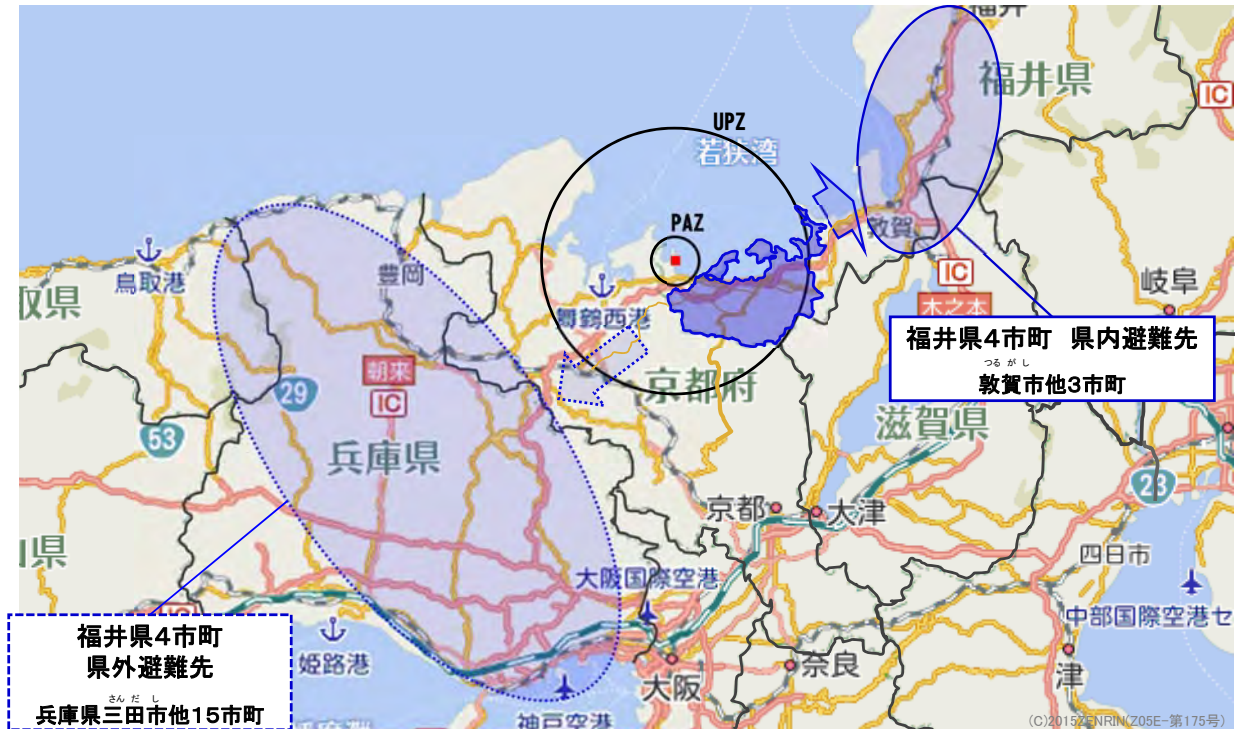 福井
福井県
IC
UPZ
若狭湾
PAZ
敦賀
鳥取港
豊岡
舞鶴西港
IC
木之本
岐阜
取県
福井県4市町 県内避難先
つるがし
敦賀市他3市町
朝来
IC
29
京都府
滋賀県
53
兵庫県
23
京都
大津
四日市
山県
大阪国際空港
中部国際空港セ
福井県4市町
県外避難先
さんだし
兵庫県三田市他15市町
姫路港
大阪
奈良
津
神戸空港
(C)2015ZENRIN(Z05E-第175号)